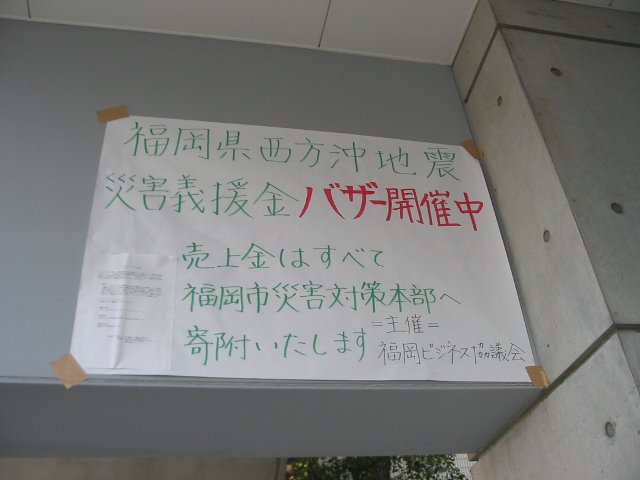 福岡県西方沖地震
災害義援金バザー開催中
売上金はすべて
福岡市災害対策本部へ
寄附いたします
=主催=
福岡ビジネス協議会